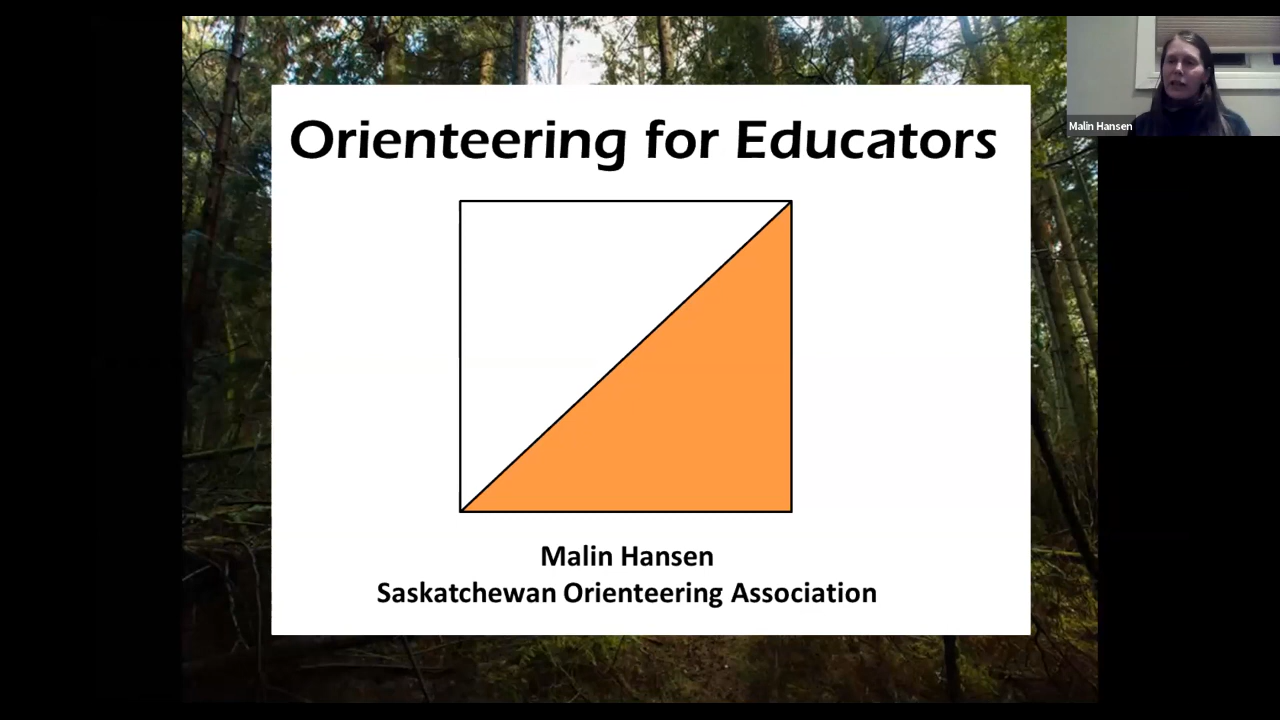 Orienteering for Educators
Malin Hansen
Malin Hansen
Saskatchewan Orienteering Association